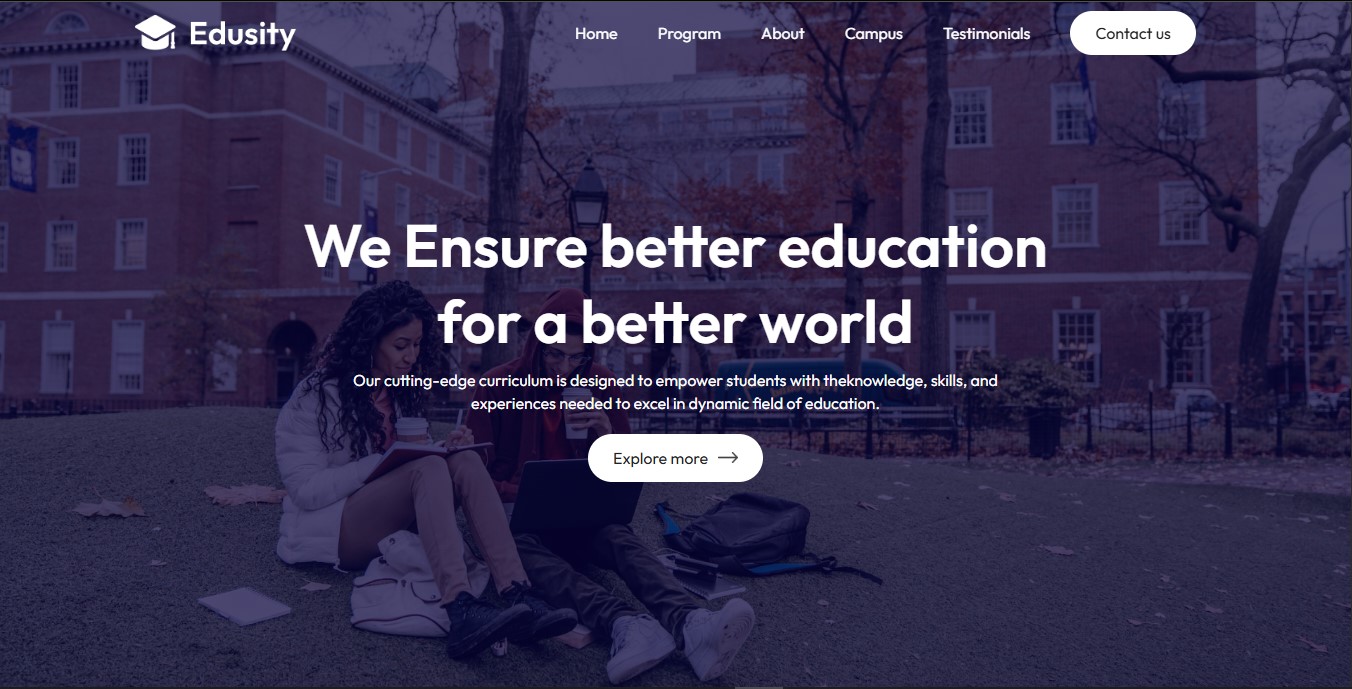 Edusity
Home
Program
About
Campus
Testimonials
Contact us
We Ensure better education
for a better world
Our cutting-edge curriculum is designed to empower students with theknowledge, skills, and
experiences needed to excel in dynamic field of education.
Explore more